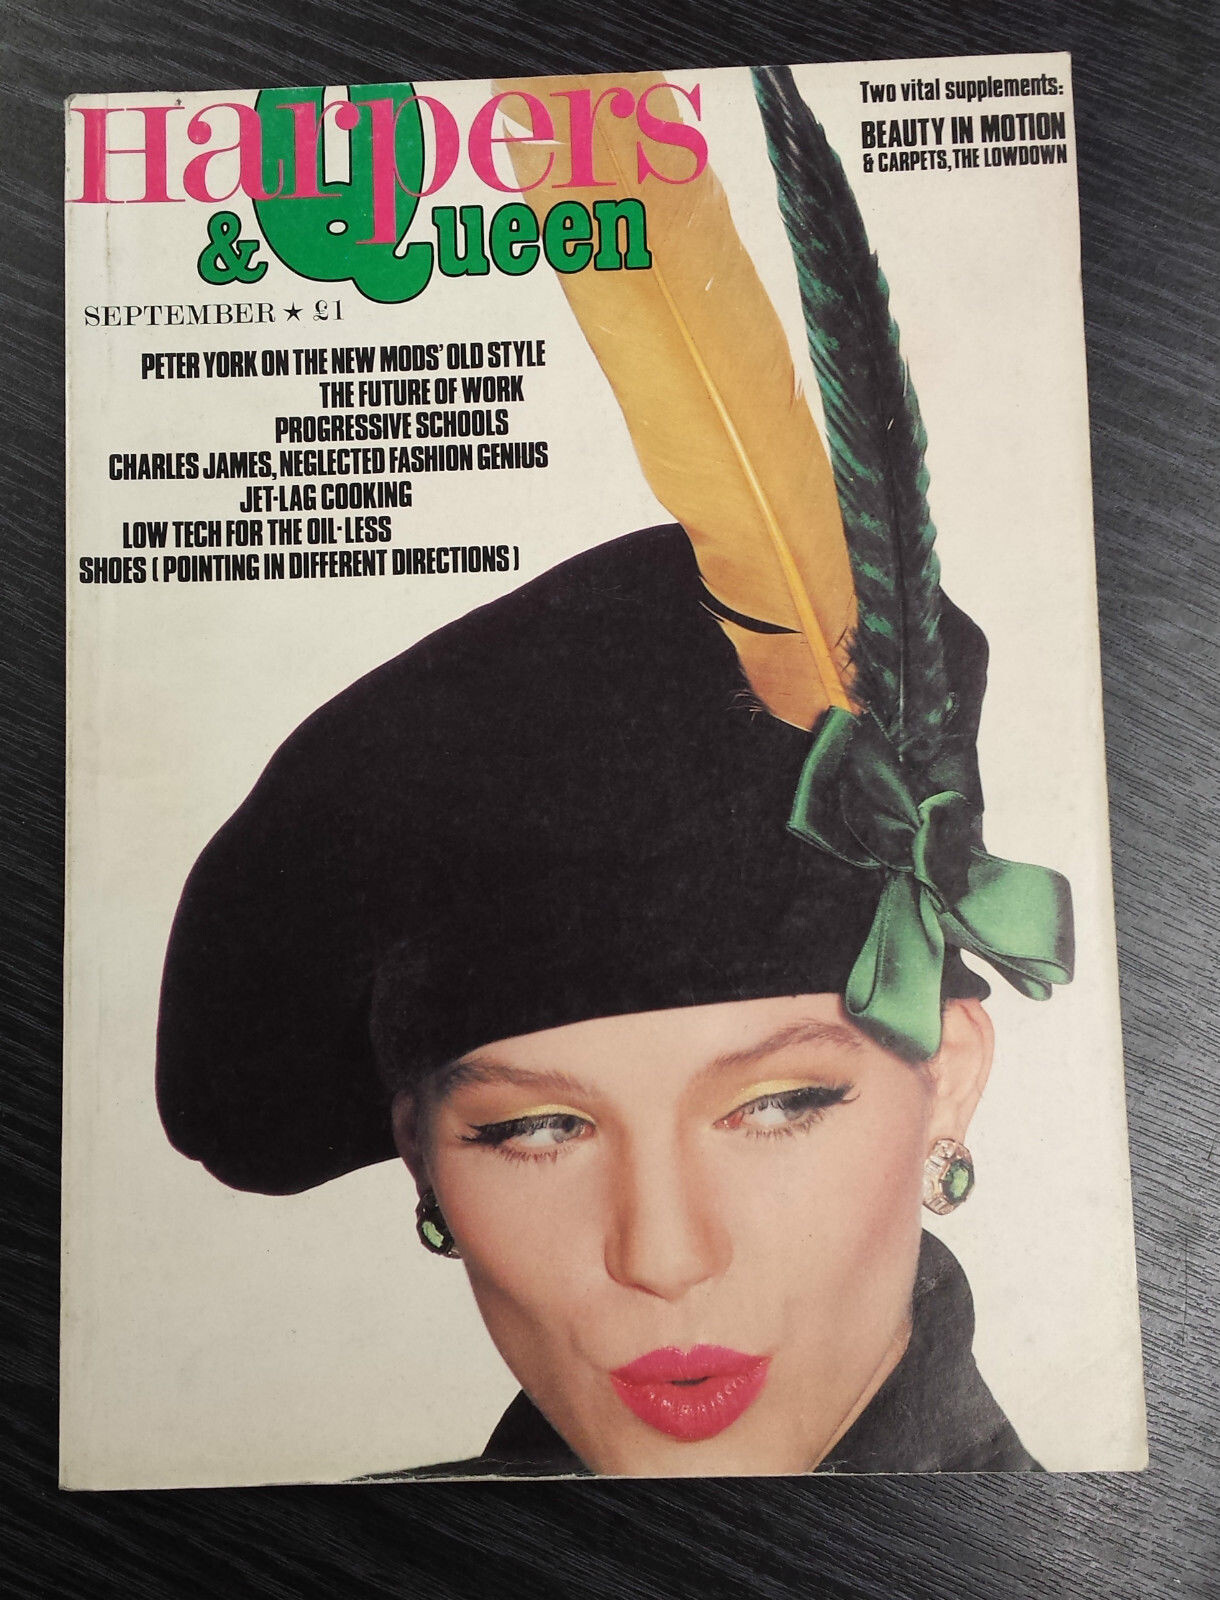 Harpers
& Queen
SEPTEMBER ★ £1
Two vital supplements:
BEAUTY IN MOTION
& CARPETS, THE LOWDOWN
PETER YORK ON THE NEW MODS' OLD STYLE
THE FUTURE OF WORK
PROGRESSIVE SCHOOLS
CHARLES JAMES, NEGLECTED FASHION GENIUS
JET-LAG COOKING
LOW TECH FOR THE OIL-LESS
SHOES (POINTING IN DIFFERENT DIRECTIONS)